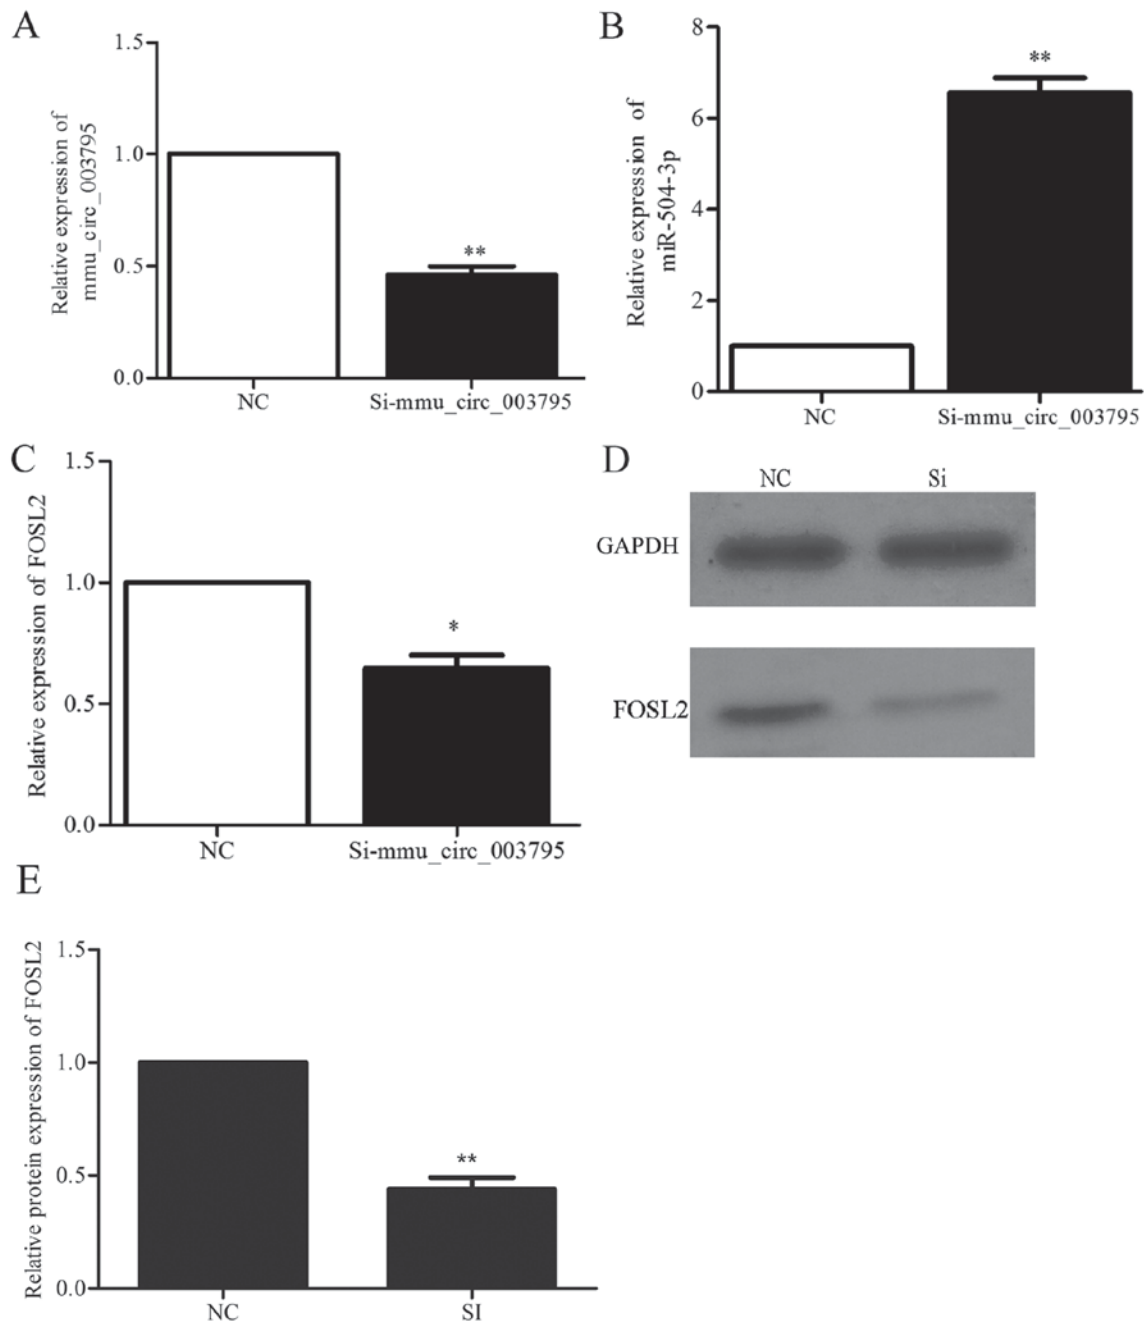 A
Relative expression of
mmu_circ_003795
1.5
1.0
0.5
0.0
**
NC
Si-mmu_circ_003795
B
Relative expression of
miR-504-3p
8
6
4
2
0
**
NC
Si-mmu_circ_003795
C
Relative expression of FOSL2
1.5
1.0
0.5
0.0
*
NC
Si-mmu_circ_003795
D
NC Si
GAPDH
FOSL2
E
Relative protein expression of FOSL2
1.5
1.0
0.5
0.0
**
NC
SI